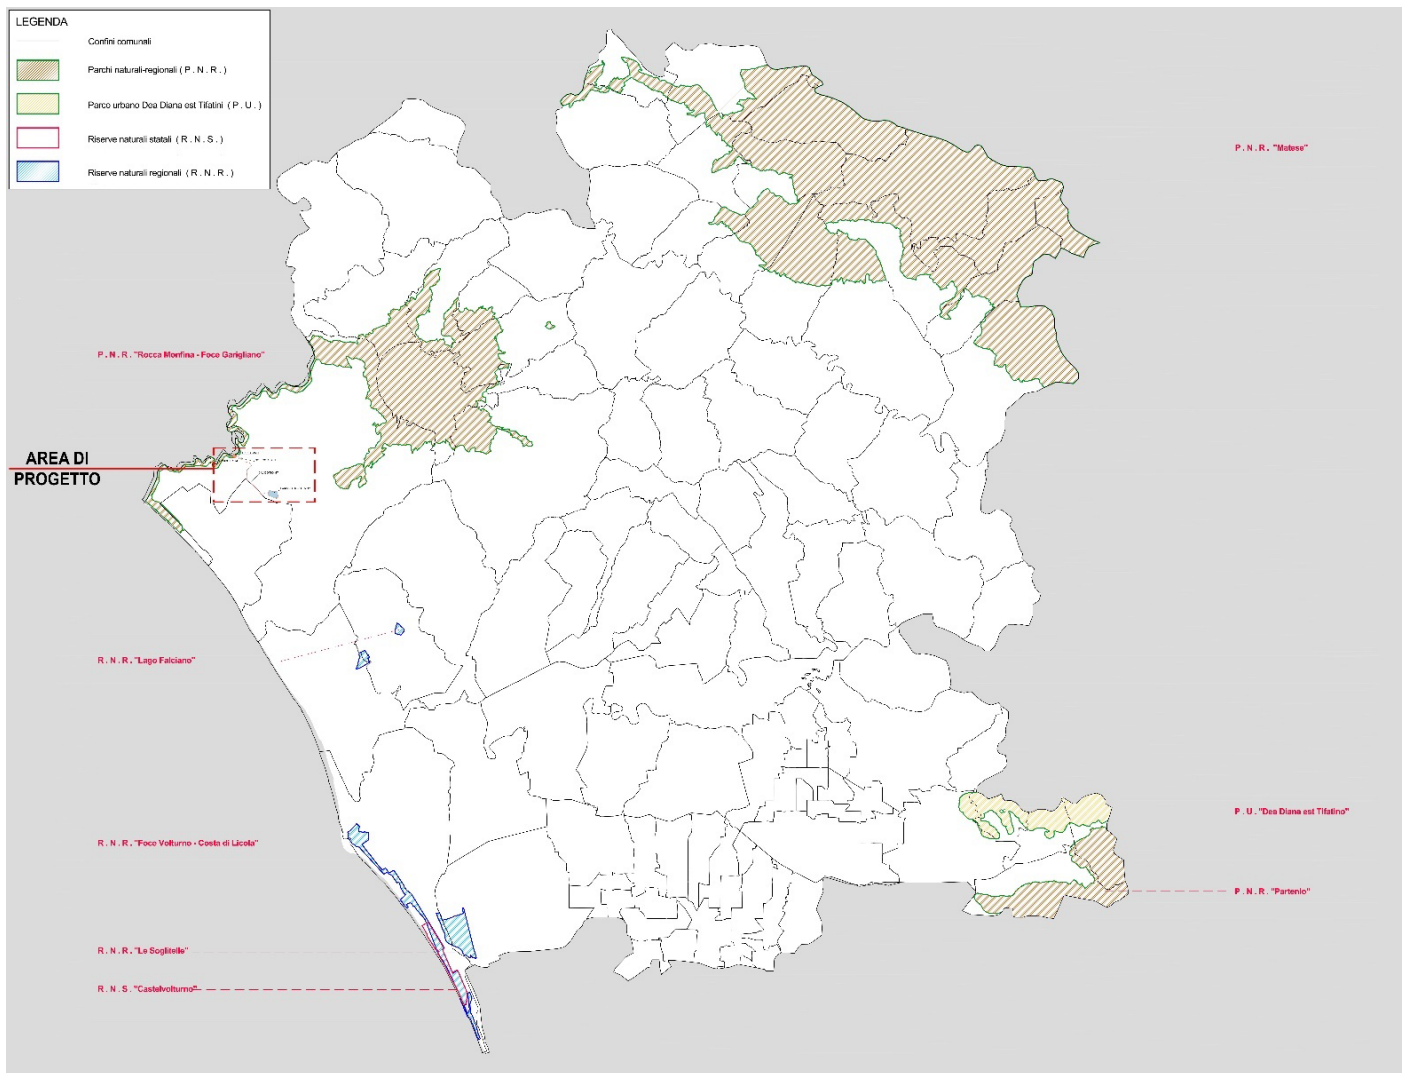 LEGENDA
Confini comunali
Parchi naturali-regionali ( P . N . R . )
Parco urbano Dea Diana est Tifatini ( P . U . )
Riserve naturali statali ( R . N . S . )
Riserve naturali regionali ( R . N . R . )
P . N . R . "Matese"
P . N . R . "Rocca Monfina - Foce Garigliano"
AREA DI
PROGETTO
R . N . R . "Lago Falciano"
P . U . "Dea Diana est Tifatino"
R . N . R . "Foce Volturno - Costa di Licola"
P . N . R . "Partenio"
R . N . R . "Le Soglitelle"
R . N . S . "Castelvolturno"